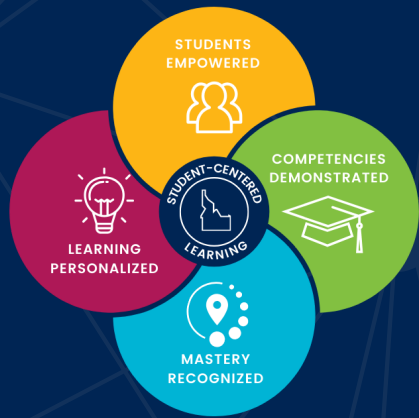 STUDENTS
EMPOWERED
COMPETENCIES
DEMONSTRATED
STUDENT-CENTERED
LEARNING
LEARNING
PERSONALIZED
MASTERY
RECOGNIZED